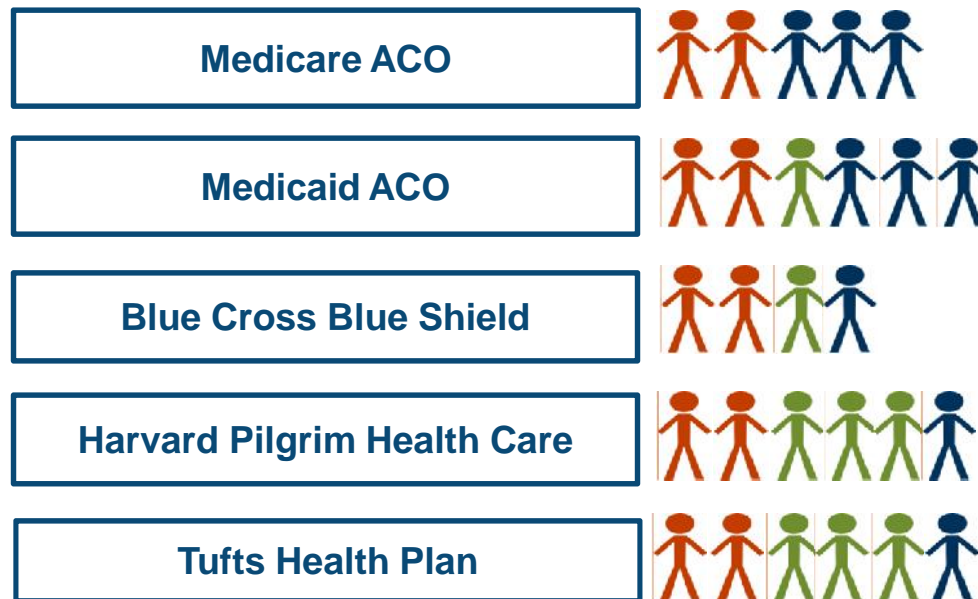 Medicare ACO
Medicaid ACO
Blue Cross Blue Shield
Harvard Pilgrim Health Care
Tufts Health Plan